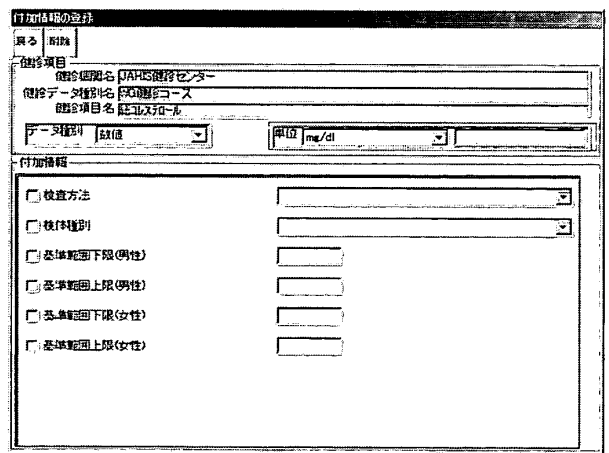 付加情報の登録
戻る 削除
健診項目
健診機関名 JAHIS健診センター
健診データ種別名 WG健診コース
健診項目名 総コレステロール
データ種別 数値 単位 mg/dl
付加情報
検査方法
検体種別
基準範囲下限(男性)
基準範囲上限(男性)
基準範囲下限(女性)
基準範囲上限(女性)